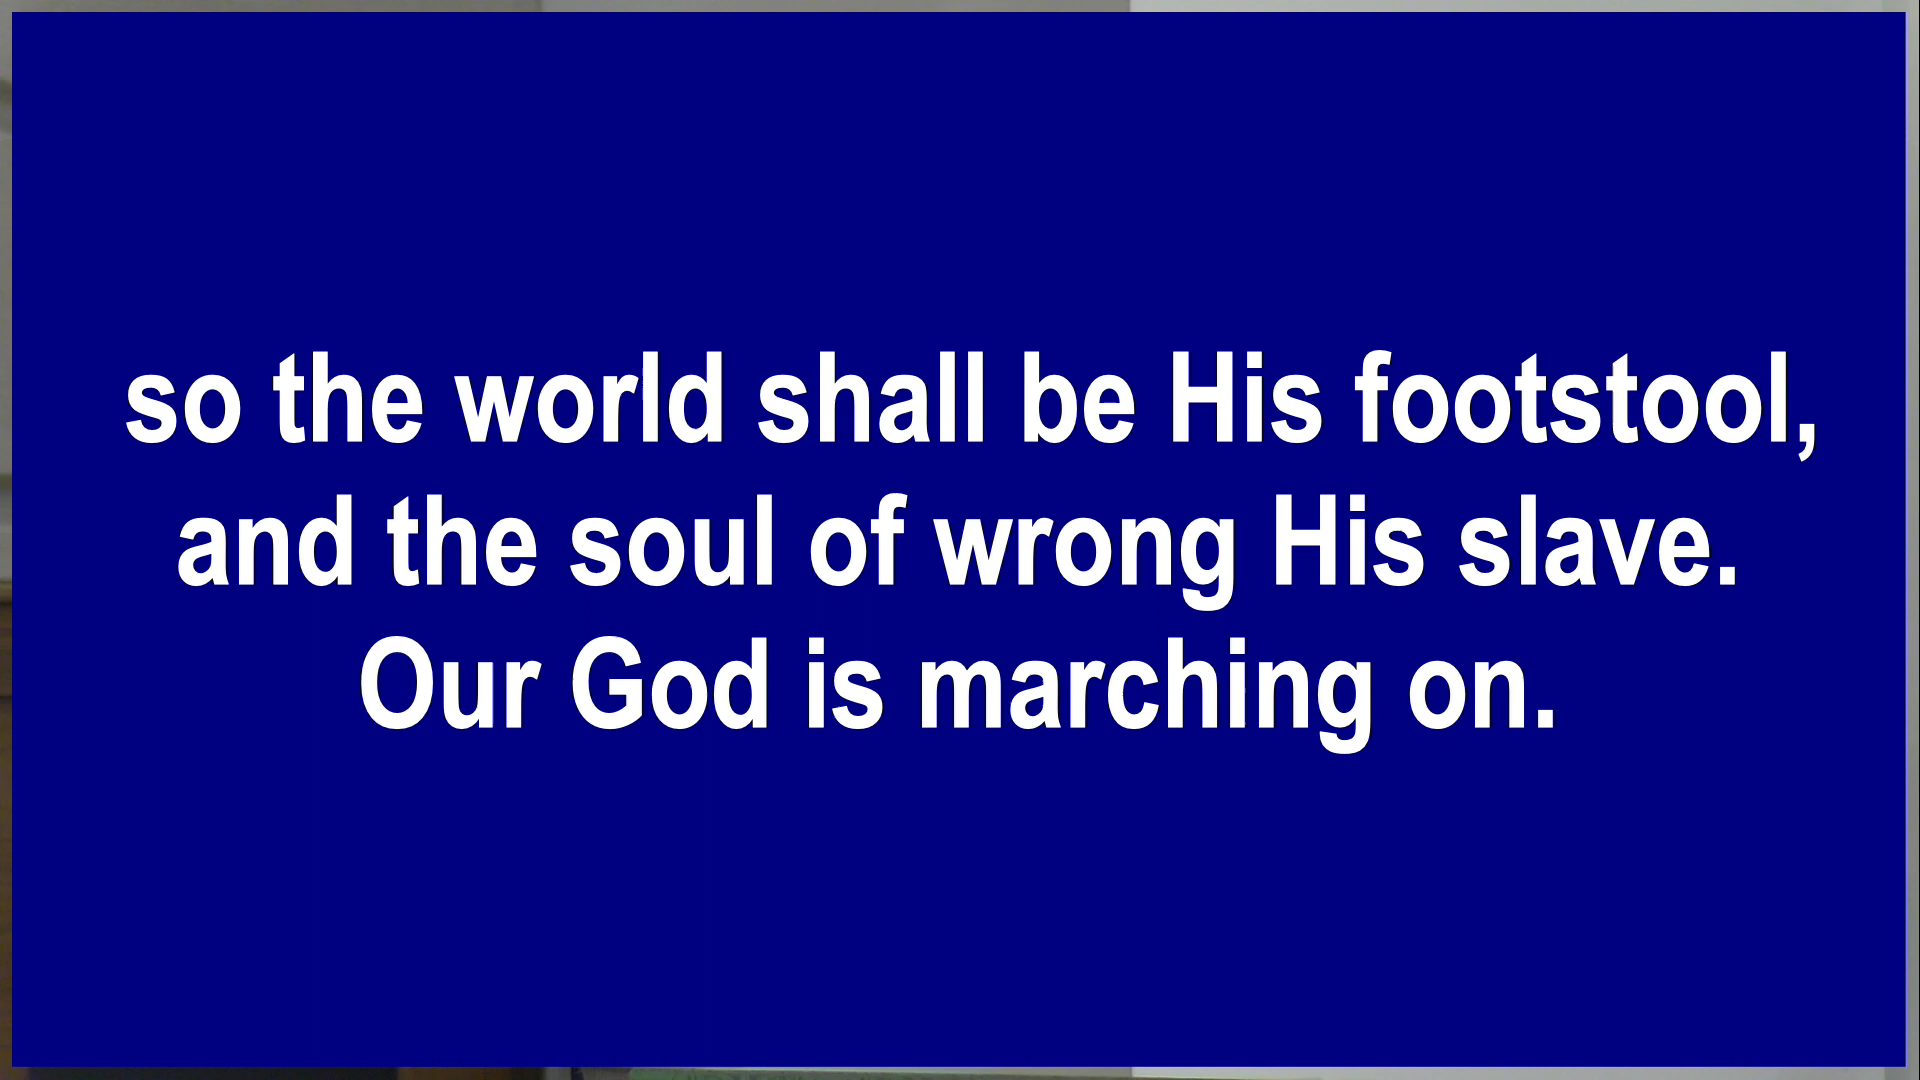 so the world shall be His footstool,
and the soul of wrong His slave.
Our God is marching on.